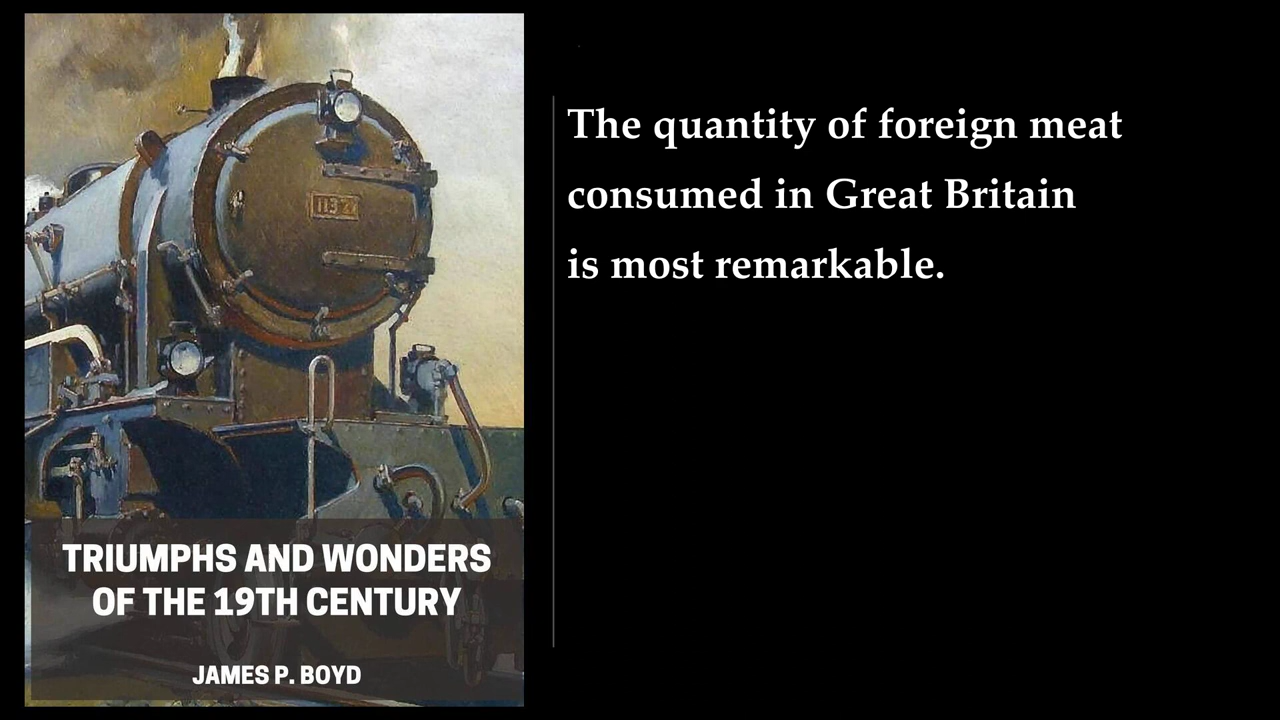 The quantity of foreign meat
consumed in Great Britain
is most remarkable.
TRIUMPHS AND WONDERS
OF THE 19TH CENTURY
JAMES P. BOYD